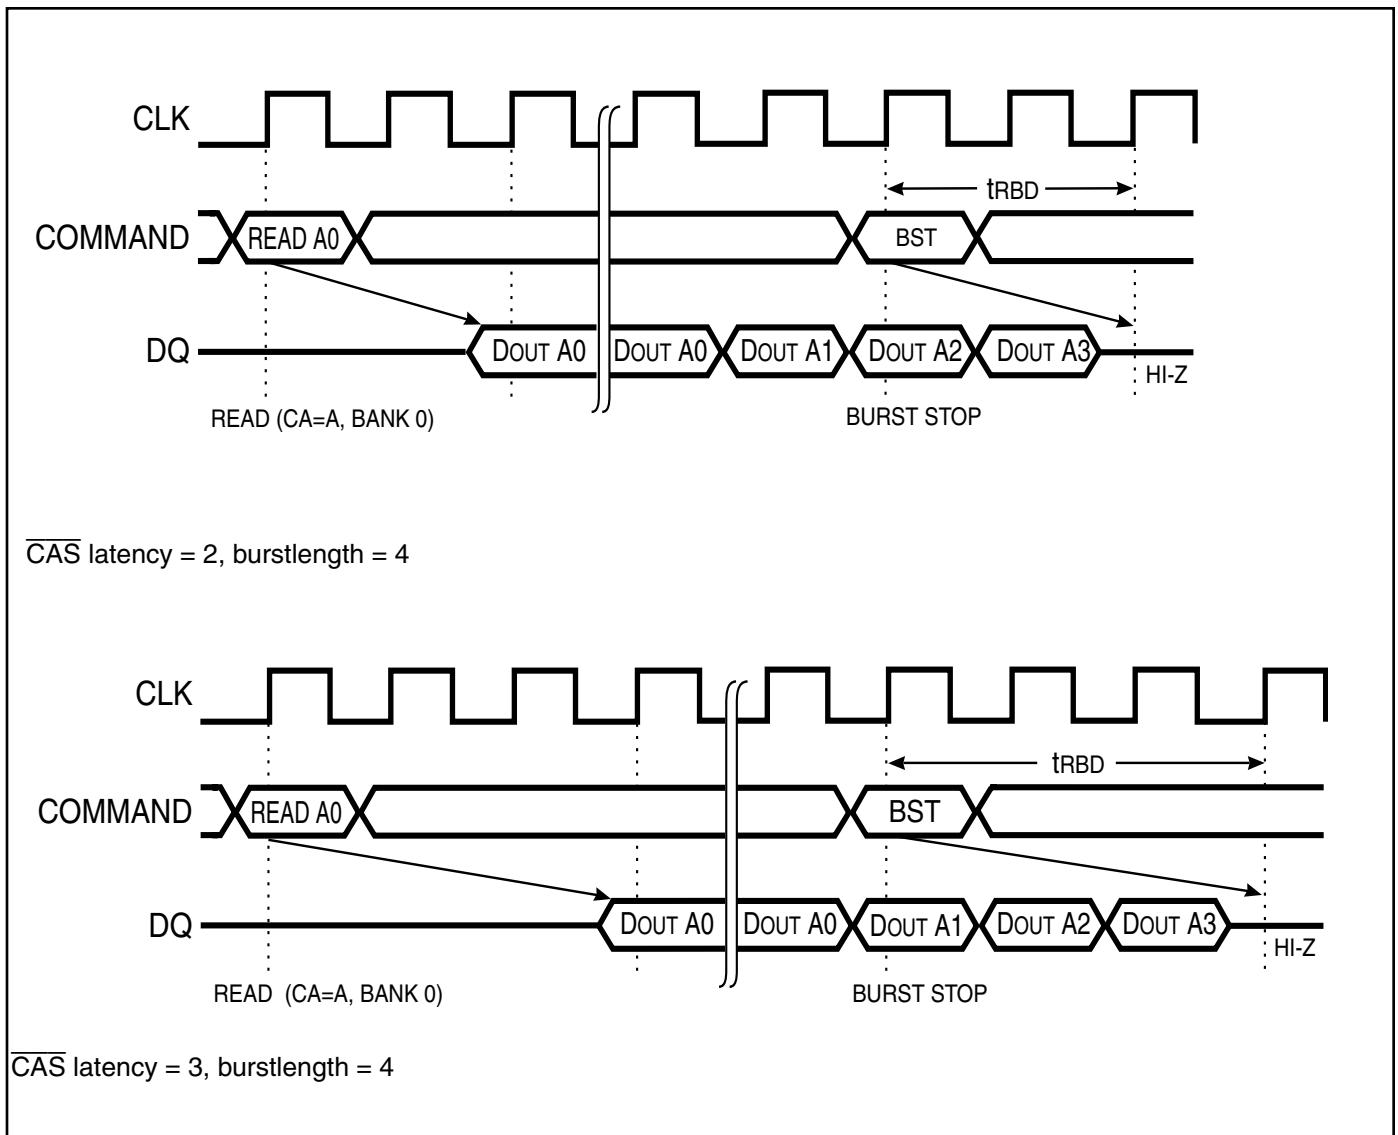 CLK
tRBD
COMMAND
READ A0
BST
DQ
DOUT A0
DOUT A0
DOUT A1
DOUT A2
DOUT A3
HI-Z
READ (CA=A, BANK 0)
BURST STOP
CAS latency = 2, burstlength = 4
CLK
tRBD
COMMAND
READ A0
BST
DQ
DOUT A0
DOUT A0
DOUT A1
DOUT A2
DOUT A3
HI-Z
READ (CA=A, BANK 0)
BURST STOP
CAS latency = 3, burstlength = 4